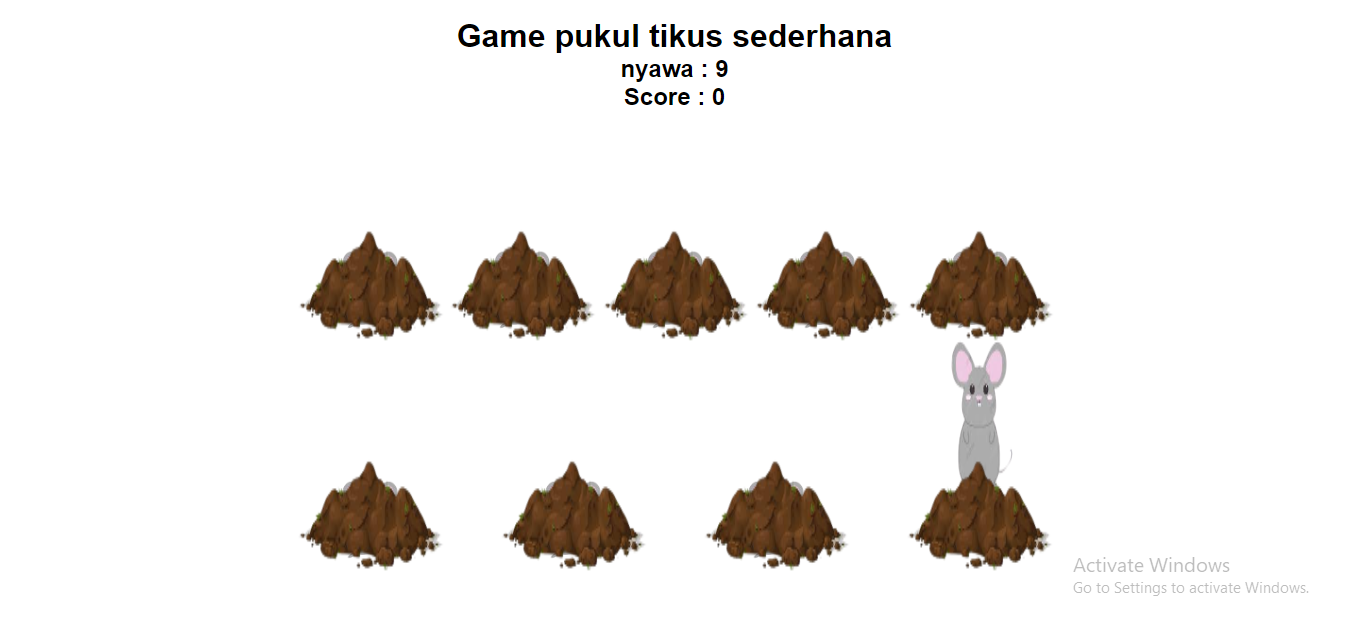 Game pukul tikus sederhana
nyawa : 9
Score : 0
Activate Windows
Go to Settings to activate Windows.